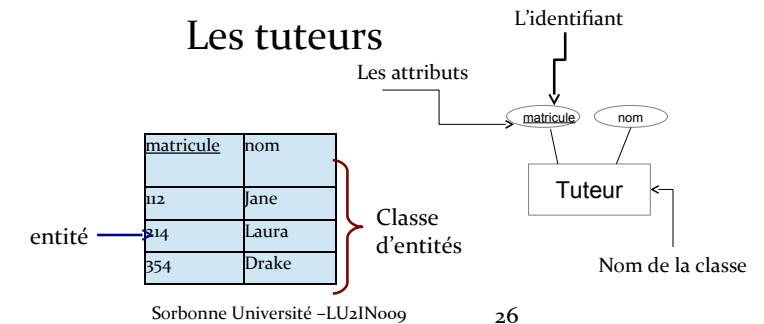 L'identifiant
Les tuteurs
Les attributs
matricule nom
matricule nom
112 Jane
214 Laura
354 Drake
entité
Classe
d'entités
Tuteur
Nom de la classe
Sorbonne Université –LU2IN009 26